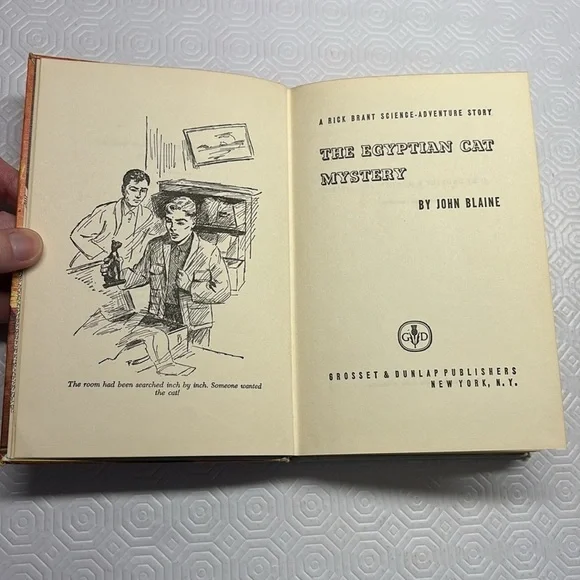 The room had been searched inch by inch. Someone wanted
the cat!
A RICK BRANT SCIENCE-ADVENTURE STORY
THE EGYPTIAN CAT
MYSTERY
BY JOHN BLAINE
G D
GROSSET & DUNLAP PUBLISHERS
NEW YORK, N. Y.